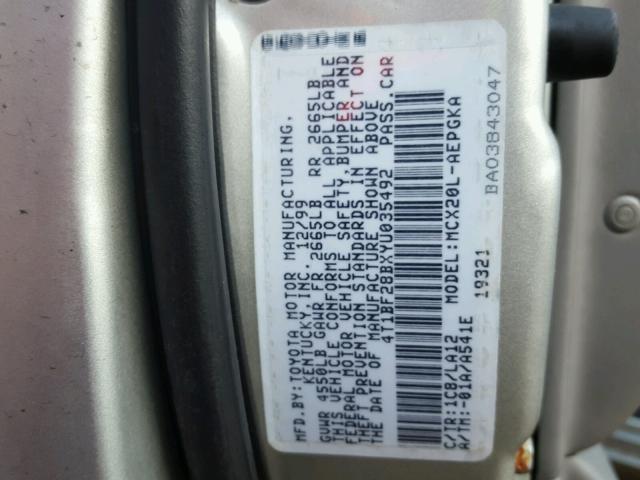 MFD.BY:TOYOTA MOTOR MANUFACTURING,
KENTUCKY,INC. 12/99
GVWR 4550LB GAWR FR 2665LB RR 2665LB
THIS VEHICLE CONFORMS TO ALL APPLICABLE
FEDERAL MOTOR VEHICLE SAFETY,BUMPER AND
THEFT PREVENTION STANDARDS IN EFFECT ON
THE DATE OF MANUFACTURE SHOWN ABOVE
4T1BF28BXYU035492 PASS.CAR
MODEL:MCX20L-AEPGKA
C/TR:1C8/LA12
A/TM:-01A/A541E 19321
BA03843047